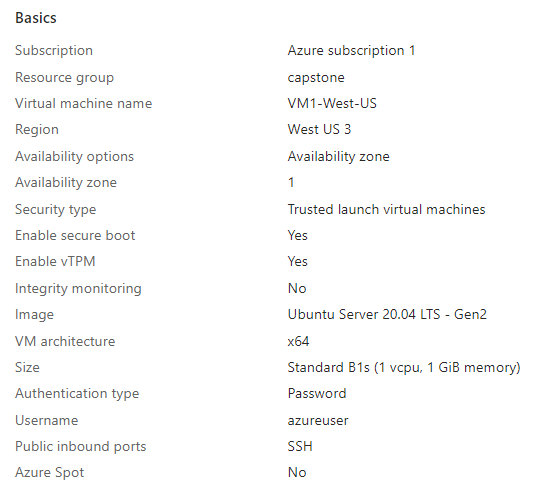 Basics
Subscription Azure subscription 1
Resource group capstone
Virtual machine name VM1-West-US
Region West US 3
Availability options Availability zone
Availability zone 1
Security type Trusted launch virtual machines
Enable secure boot Yes
Enable vTPM Yes
Integrity monitoring No
Image Ubuntu Server 20.04 LTS - Gen2
VM architecture x64
Size Standard B1s (1 vcpu, 1 GiB memory)
Authentication type Password
Username azureuser
Public inbound ports SSH
Azure Spot No